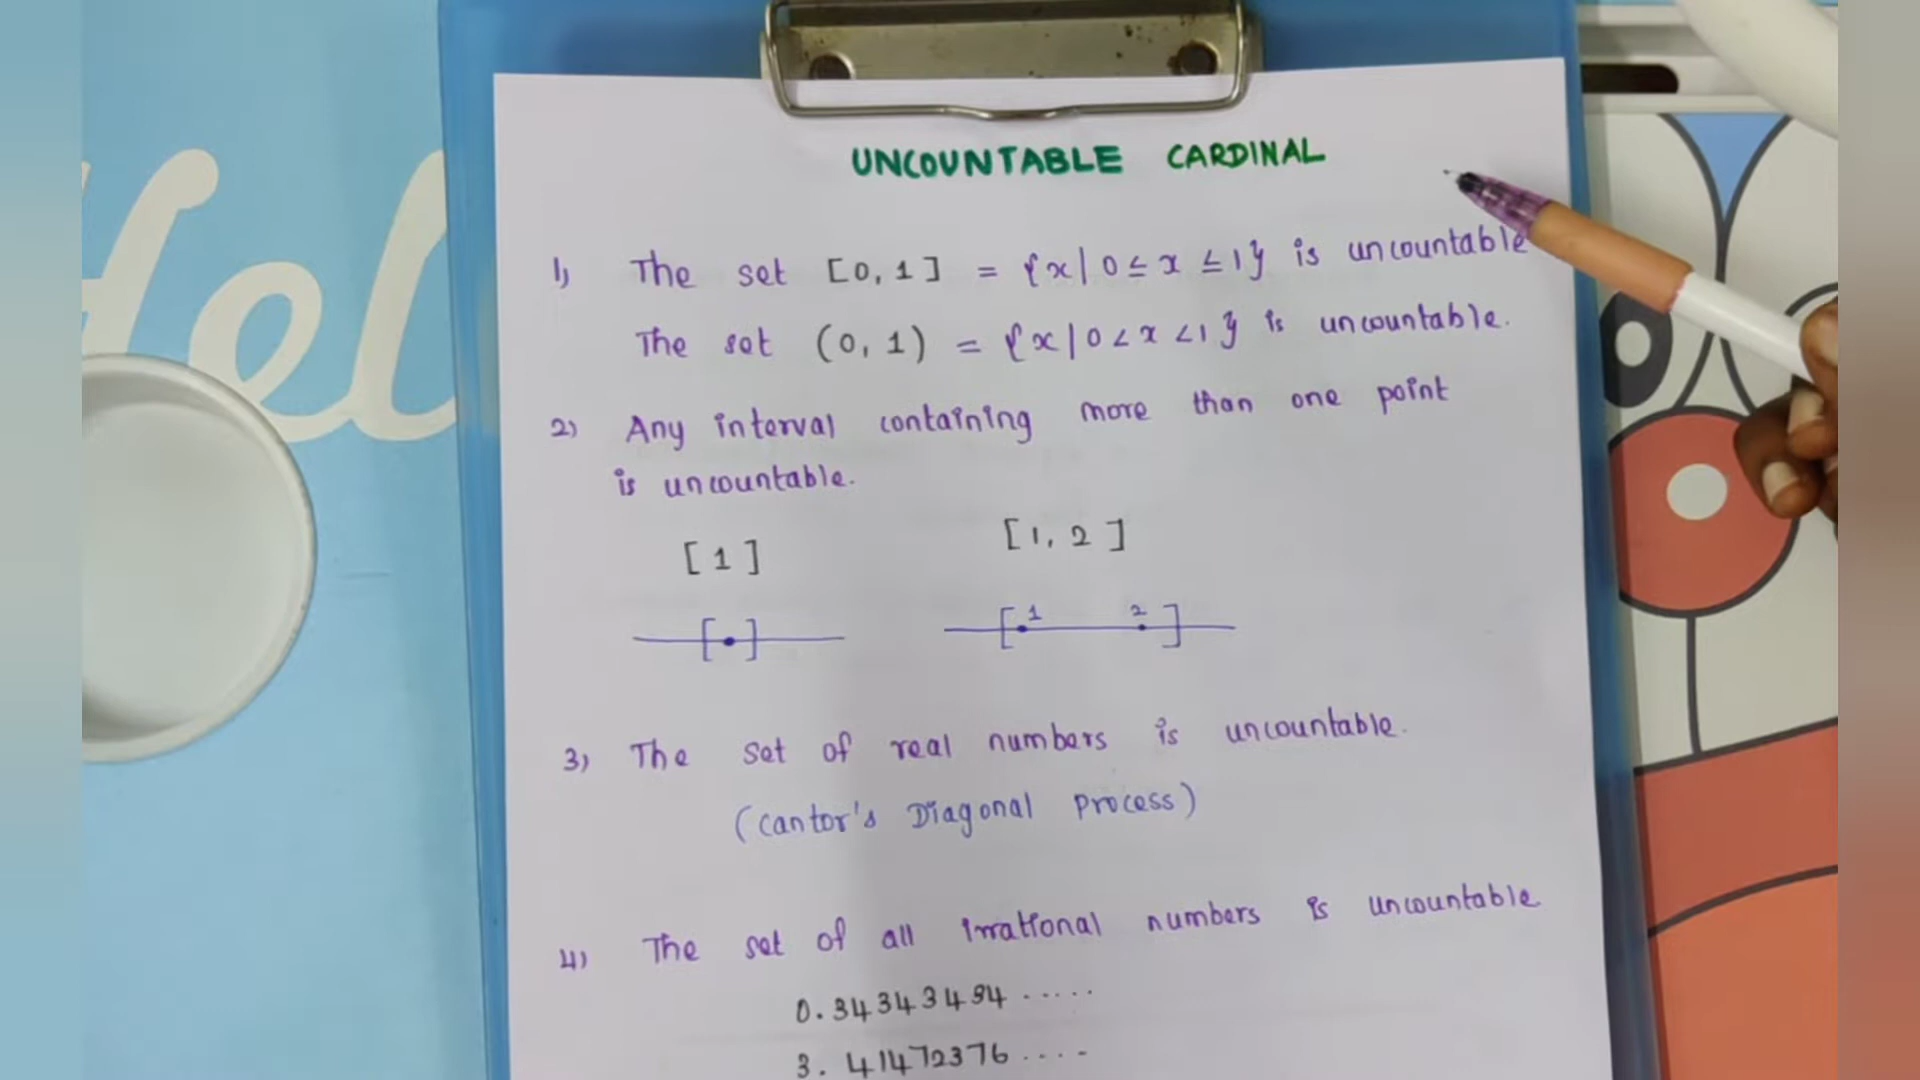 Hel
UNCOUNTABLE CARDINAL
1) The set [0, 1] = {x | 0 ≤ x ≤ 1} is uncountable
The set (0, 1) = {x | 0 < x < 1} is uncountable.
2) Any interval containing more than one point
is uncountable.
[ 1 ] [ 1, 2 ]
[ • ] [ 1 2 ]
3) The set of real numbers is uncountable.
(Cantor's Diagonal Process)
4) The set of all irrational numbers is uncountable
0.34343434 .....
3.41472376 ....